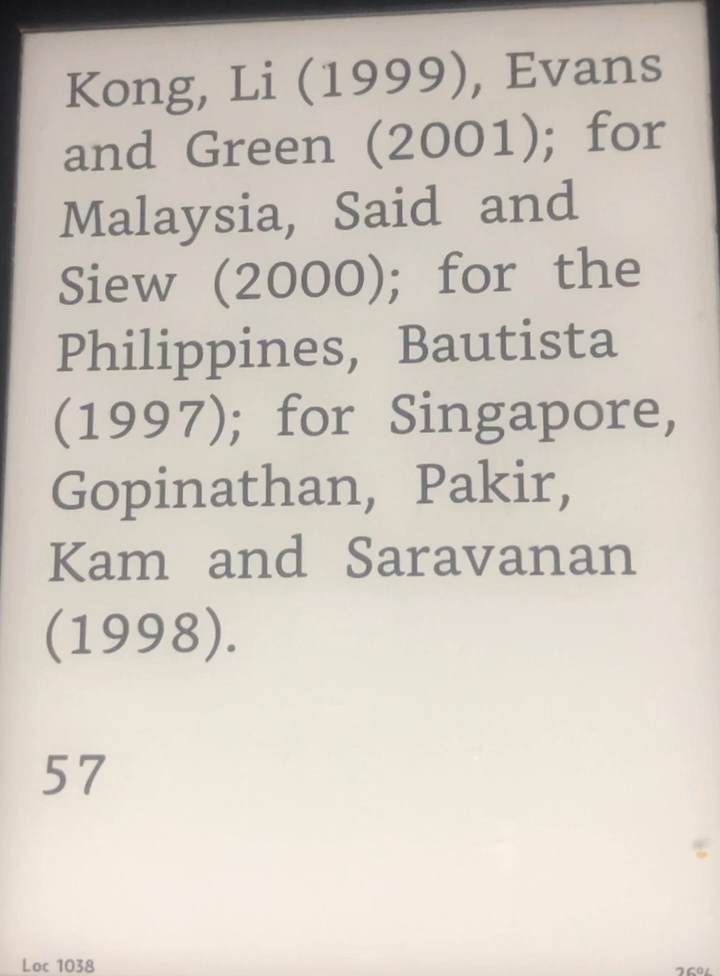 Kong, Li (1999), Evans
and Green (2001); for
Malaysia, Said and
Siew (2000); for the
Philippines, Bautista
(1997); for Singapore,
Gopinathan, Pakir,
Kam and Saravanan
(1998).
57
Loc 1038
26%